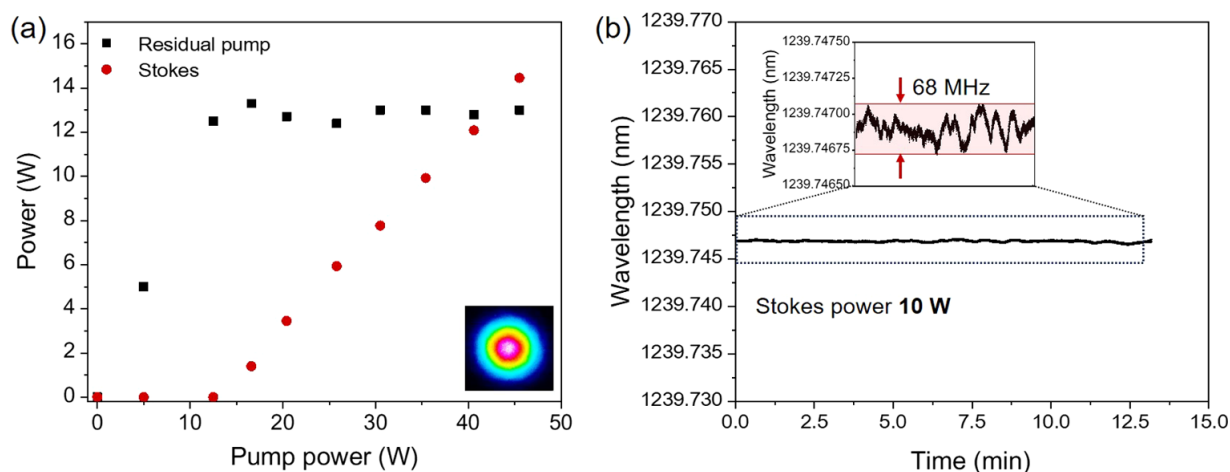 (a)
Residual pump
Stokes
16
14
12
10
8
6
4
2
0
Power (W)
0 10 20 30 40 50
Pump power (W)
(b)
1239.770
1239.765
1239.760
1239.755
1239.750
1239.745
1239.740
1239.735
1239.730
Wavelength (nm)
1239.74750
1239.74725
1239.74700
1239.74675
1239.74650
Wavelength (nm)
68 MHz
Stokes power 10 W
0.0 2.5 5.0 7.5 10.0 12.5 15.0
Time (min)